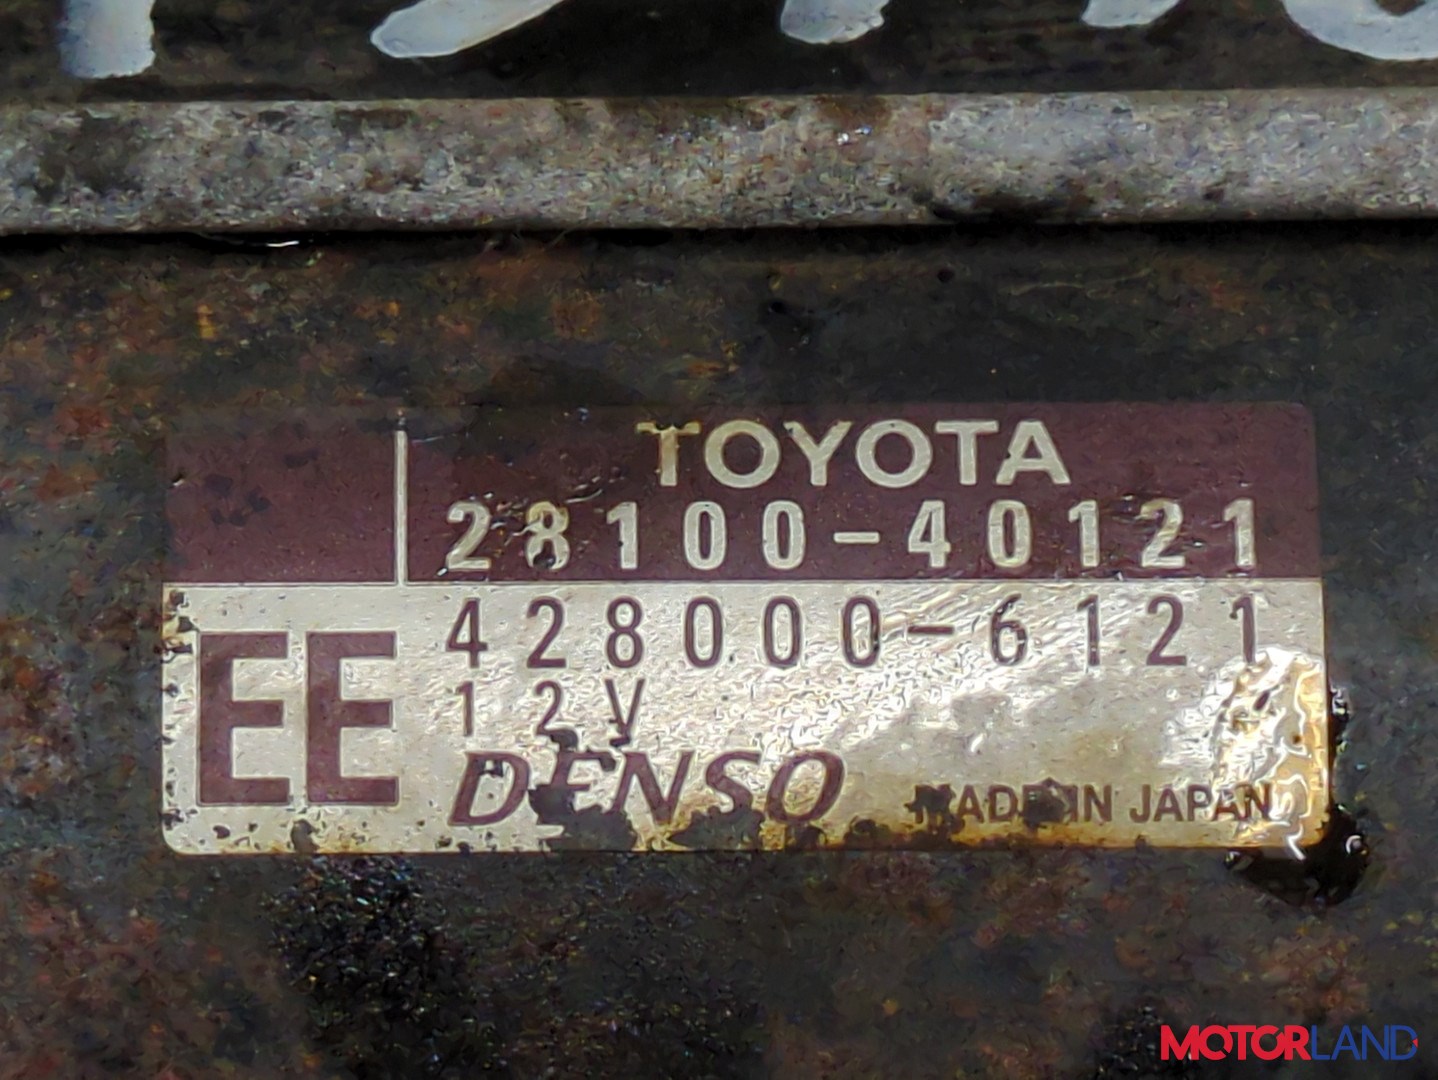 TOYOTA
28100-40121
EE
428000-6121
12V
DENSO
MADE IN JAPAN
MOTORLAND